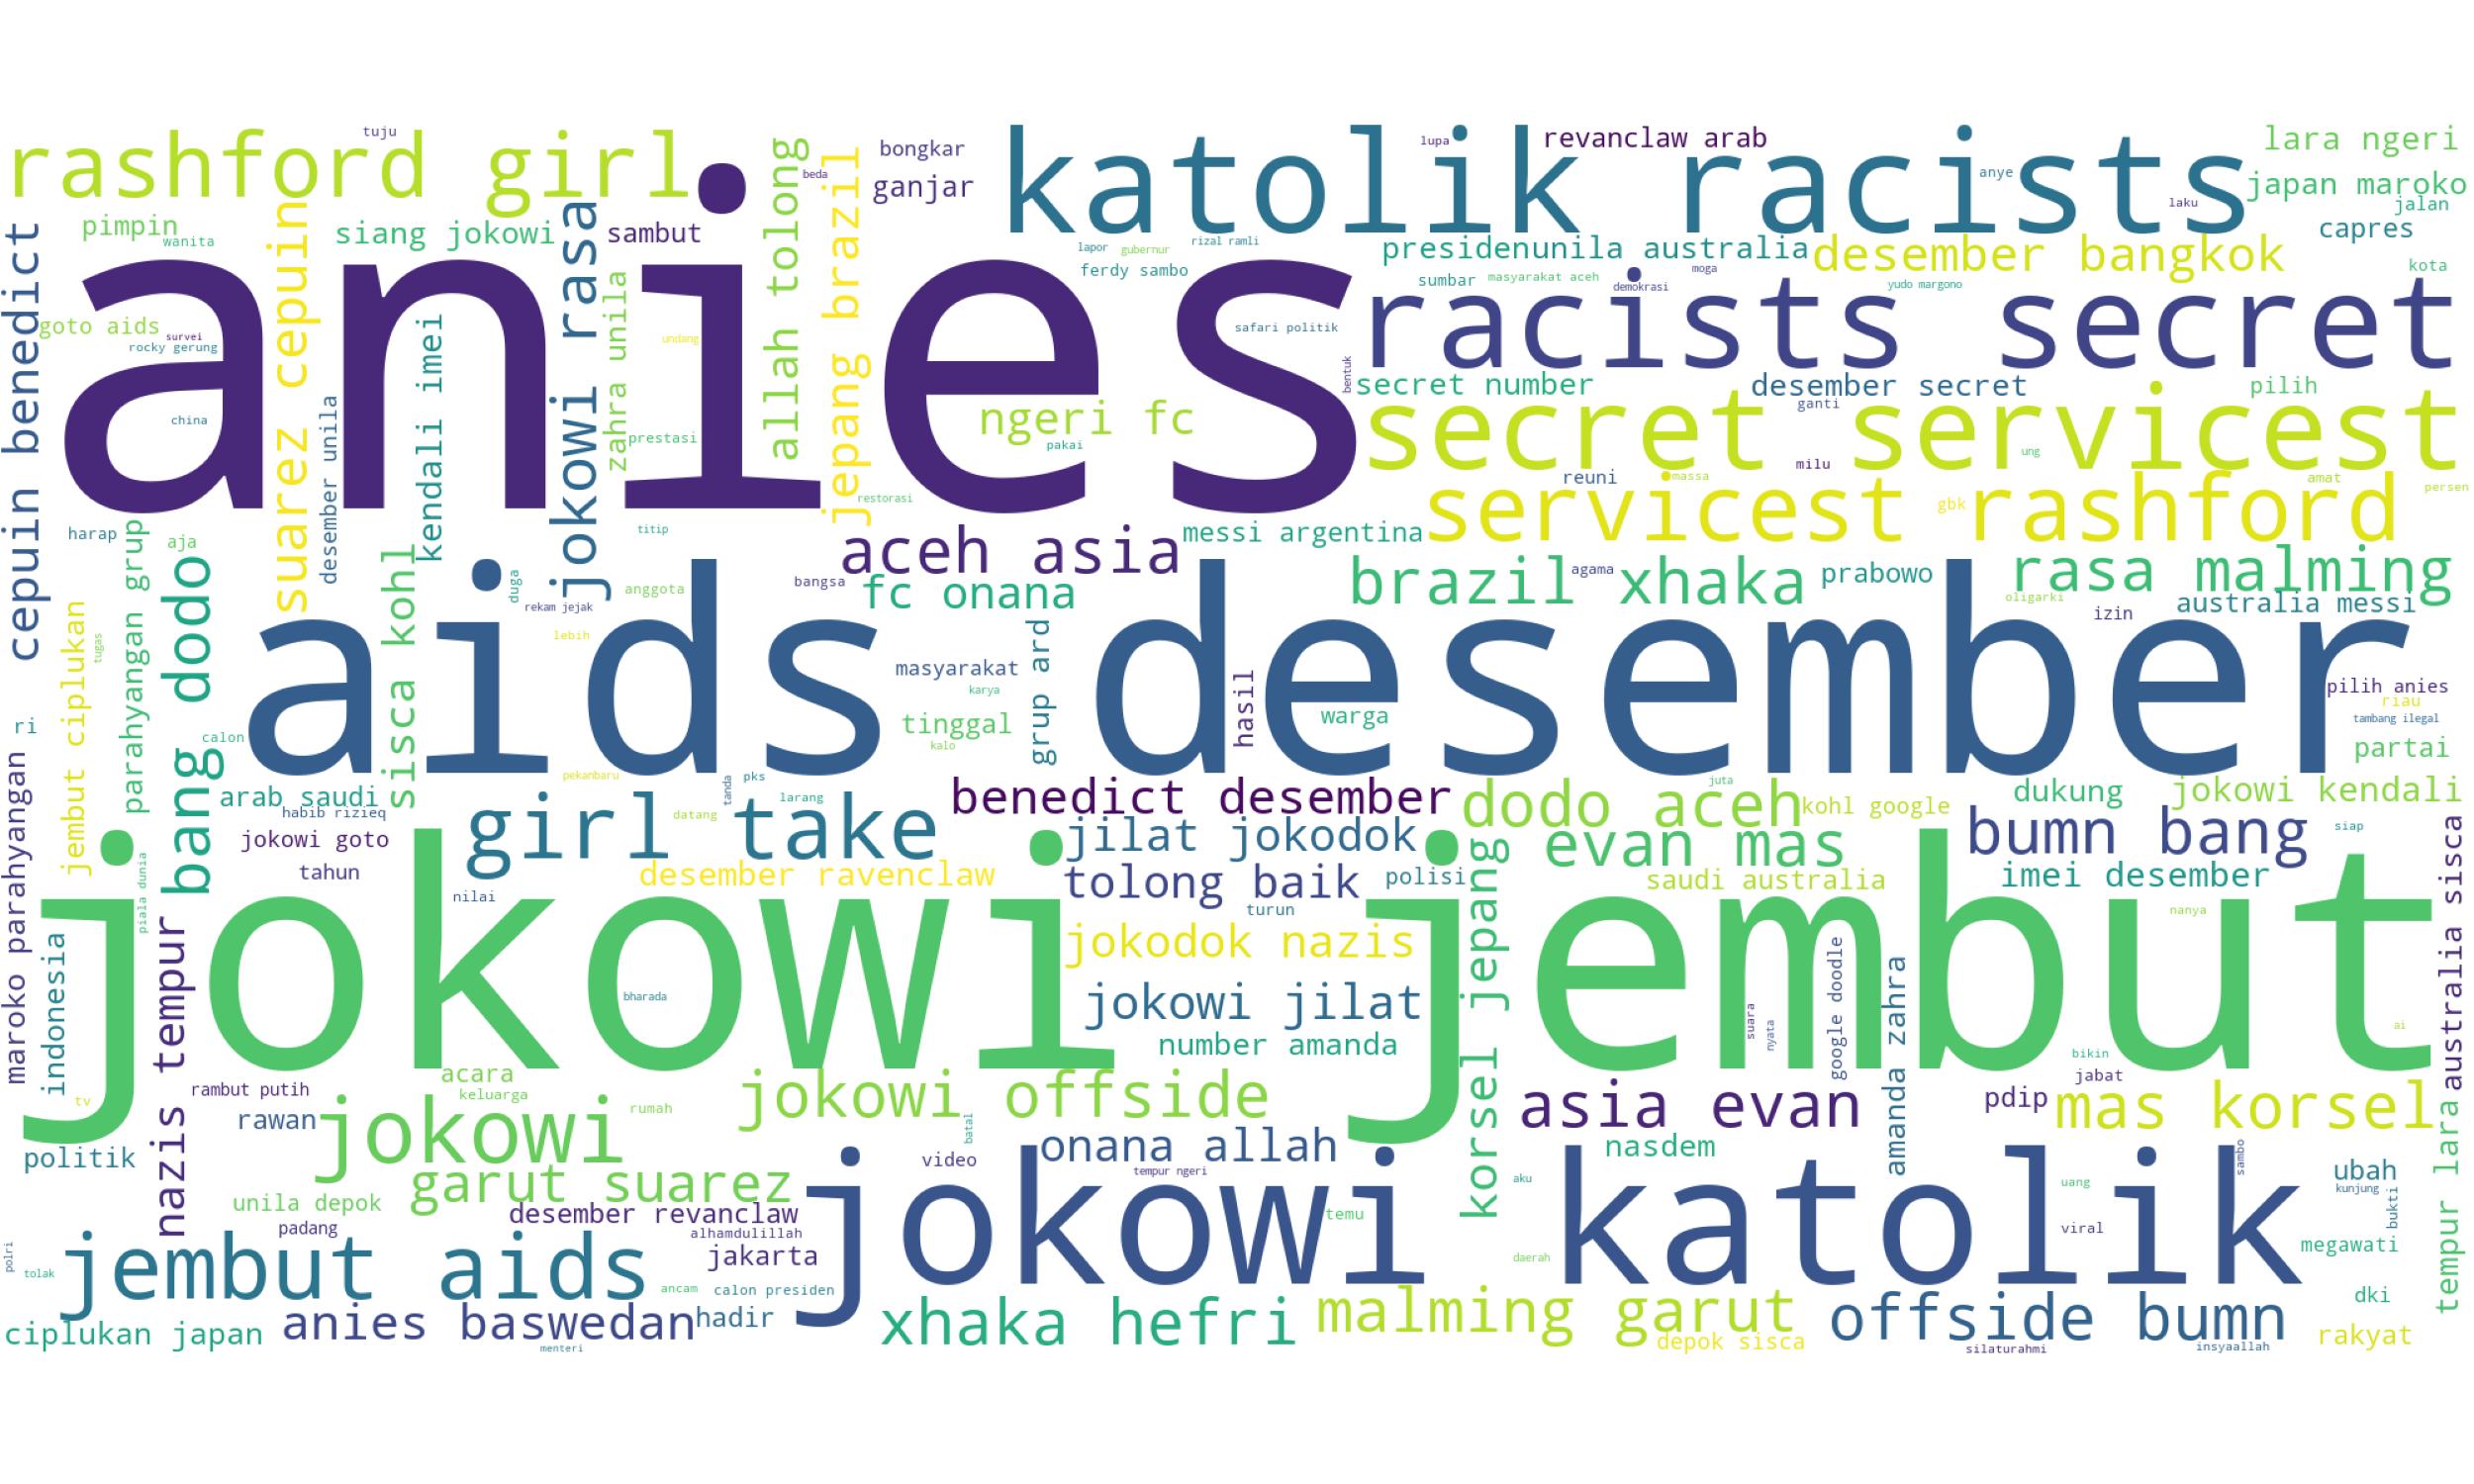 tuju
rashford girl
bongkar
katolik racists
lupa
revanclaw arab
lara ngeri
allah tolong
beda
ganjar
anye
japan maroko
laku
jalan
pimpin
wanita
siang jokowi
sambut
lapor
gubernur
rizal ramli
capres
presidenunila australia
desember bangkok
cepuin benedict
suarez cepuin
jokowi rasa
jepang brazil
ferdy sambo
sumbar
masyarakat aceh
moga
demokrasi
yudo margono
kota
anies
zahra unila
racists secret
goto aids
survei
rocky gerung
kendali imei
undang
safari politik
bentuk
secret number
desember secret
pilih
desember unila
china
prestasi
ngeri fc
pakai
secret servicest
ganti
ung
reuni
massa
milu
amat
persen
restorasi
servicest rashford
gbk
harap
parahyangan grup
aja
titip
aceh asia
messi argentina
sisca kohl
bang dodo
duga
anggota
bangsa
fc onana
brazil xhaka
agama
prabowo
rasa malming
rekam jejak
oligarki
izin
australia messi
jembut ciplukan
tugas
lebih
aids desember
grup ard
masyarakat
karya
hasil
pilih anies
riau
tinggal
warga
tambang ilegal
ri
calon
kalo
partai
maroko parahyangan
pekanbaru
pks
tanda
arab saudi
habib rizieq
larang
benedict desember
juta
dodo aceh
kohl google
dukung
jokowi kendali
girl take
datang
jokowi goto
jilat jokodok
evan mas
bumn bang
siap
australia sisca
piala dunia
tahun
desember ravenclaw
tolong baik
polisi
korsel jepang
saudi australia
imei desember
nilai
turun
nanya
jokowi jembut
nazis tempur
indonesia
jokodok nazis
google doodle
amanda zahra
bharada
jokowi jilat
suara
nyata
ai
number amanda
bikin
jabat
acara
rambut putih
keluarga
tv
rumah
jokowi offside
asia evan
pdip
mas korsel
rawan
jokowi
batal
tempur lara
politik
video
onana allah
nasdem
sambo
tempur ngeri
garut suarez
jokowi katolik
aku
uang
ubah
kunjung
bukti
unila depok
desember revanclaw
temu
padang
alhamdulillah
viral
polri
tolak
jembut aids
jakarta
daerah
megawati
ancam
calon presiden
xhaka hefri
malming garut
offside bumn
dki
ciplukan japan
anies baswedan
hadir
depok sisca
rakyat
menteri
silaturahmi
insyaallah